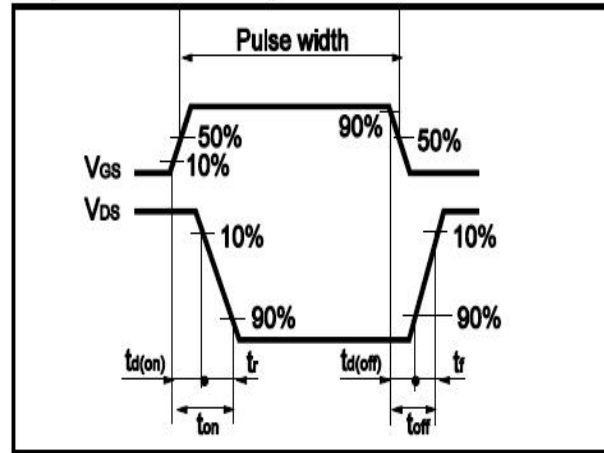 Pulse width
90%
50%
50%
10%
VGS
VDS
10%
10%
90%
90%
td(on)
tr
td(off)
tf
ton
toff